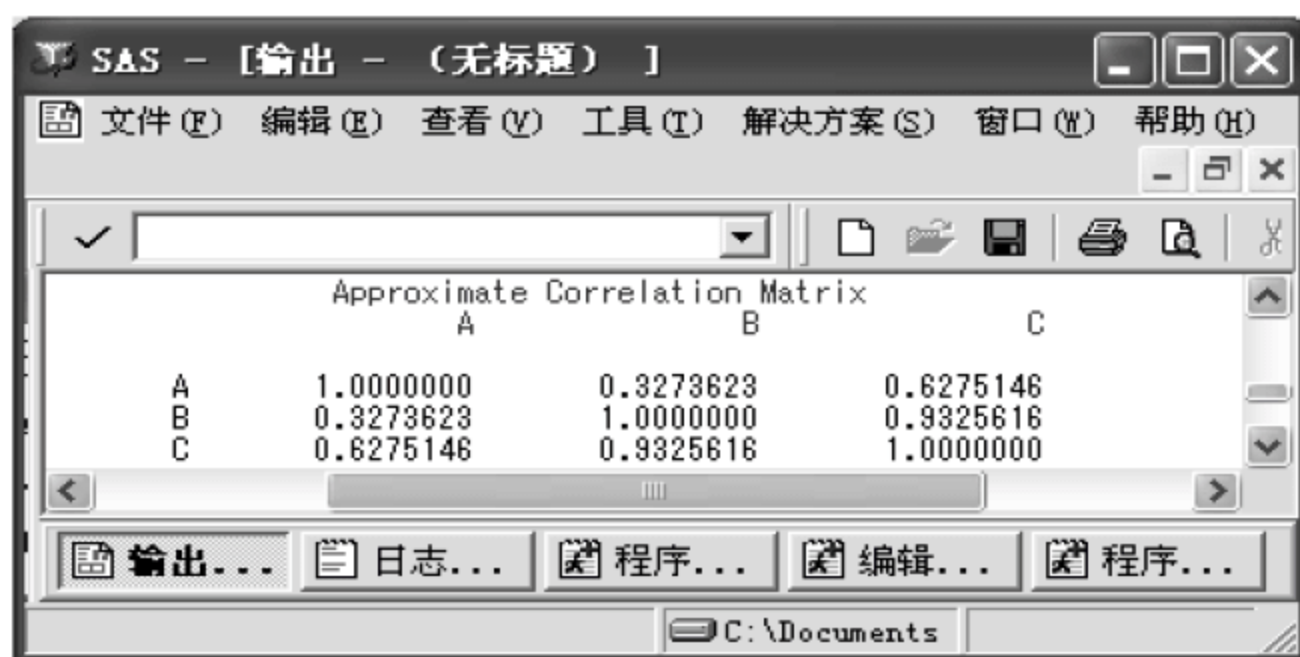 SAS - [输出 - （无标题） ]
文件(F) 编辑(E) 查看(V) 工具(T) 解决方案(S) 窗口(W) 帮助(H)
Approximate Correlation Matrix
A B C
A 1.0000000 0.3273623 0.6275146
B 0.3273623 1.0000000 0.9325616
C 0.6275146 0.9325616 1.0000000
输出... 日志... 程序... 编辑... 程序...
C:\Documents